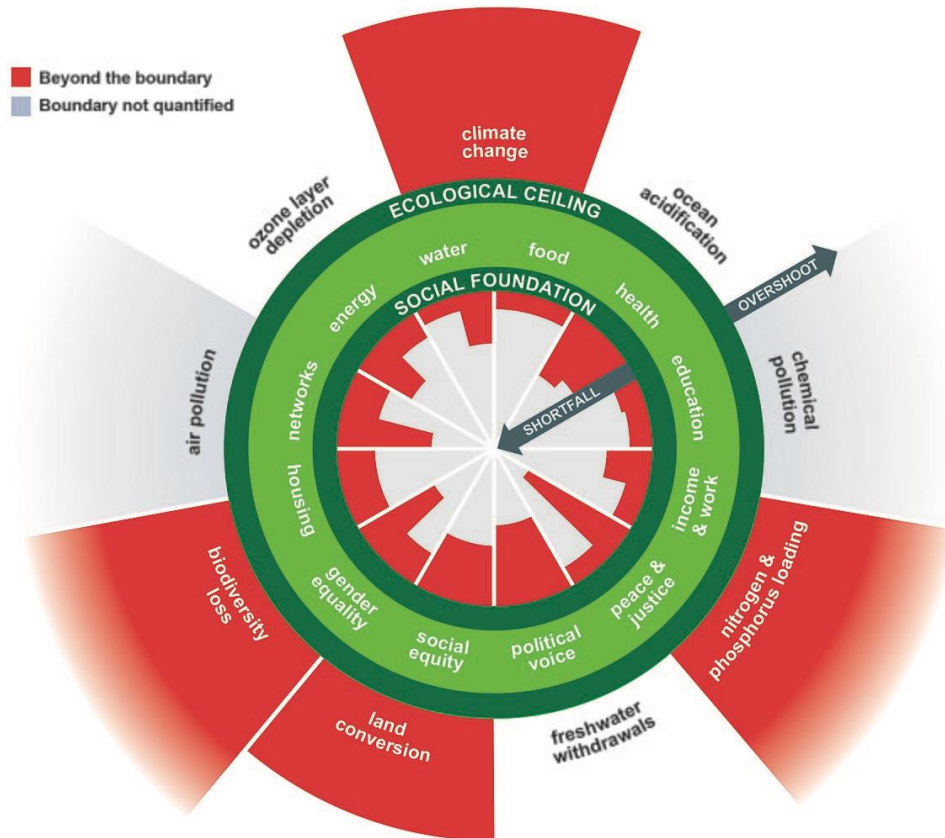 Beyond the boundary
Boundary not quantified
climate
change
ozone layer
depletion
ocean
acidification
ECOLOGICAL CEILING
water
food
energy
health
SOCIAL FOUNDATION
OVERSHOOT
air pollution
networks
education
chemical
pollution
SHORTFALL
housing
income
& work
biodiversity
loss
gender
equality
social
equity
political
voice
peace &
justice
nitrogen &
phosphorus loading
land
conversion
freshwater
withdrawals